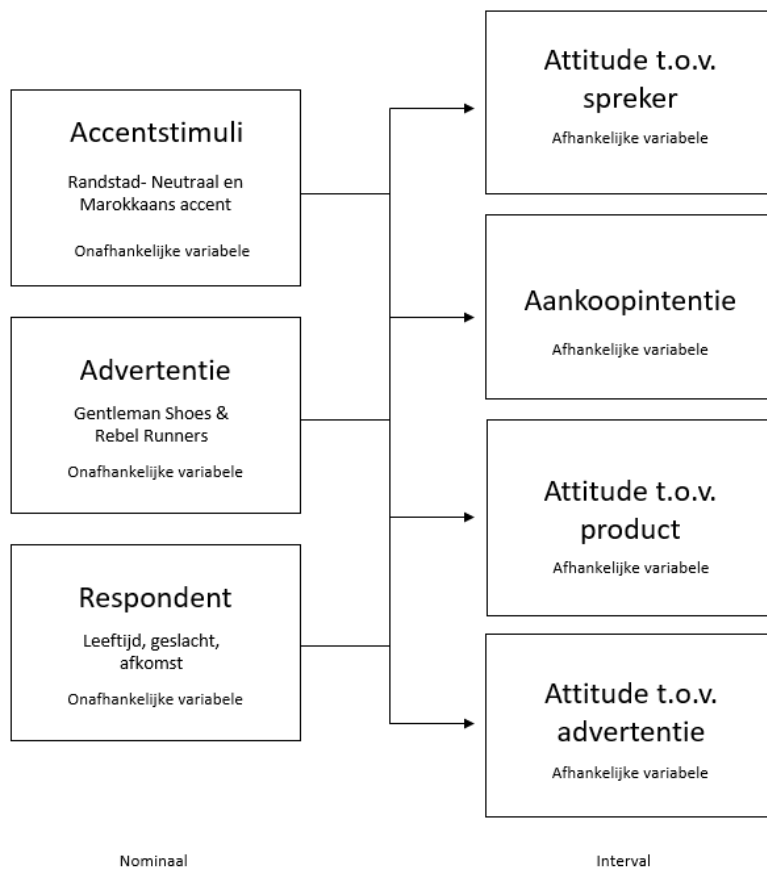 Accentstimuli
Randstad- Neutraal en
Marokkaans accent
Onafhankelijke variabele
Advertentie
Gentleman Shoes &
Rebel Runners
Onafhankelijke variabele
Respondent
Leeftijd, geslacht,
afkomst
Onafhankelijke variabele
Nominaal
Attitude t.o.v.
spreker
Afhankelijke variabele
Aankoopintentie
Afhankelijke variabele
Attitude t.o.v.
product
Afhankelijke variabele
Attitude t.o.v.
advertentie
Afhankelijke variabele
Interval